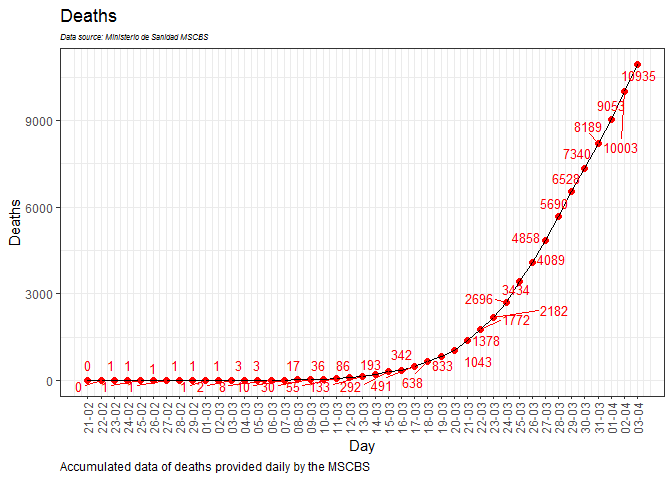 Deaths
Data source: Ministerio de Sanidad MSCBS
10935
9053
9000
8189
10003
7340
6528
6000
5690
4858
4089
3434
3000
2696
2182
1772
1378
0 1 1 1 1 1 1 3 3 17 36 86 193 342 833 1043
0
0 1 1 1 2 8 10 30 55 133 292 491 638
Deaths
21-02 22-02 23-02 24-02 25-02 26-02 27-02 28-02 29-02 01-03 02-03 03-03 04-03 05-03 06-03 07-03 08-03 09-03 10-03 11-03 12-03 13-03 14-03 15-03 16-03 17-03 18-03 19-03 20-03 21-03 22-03 23-03 24-03 25-03 26-03 27-03 28-03 29-03 30-03 31-03 01-04 02-04 03-04
Day
Accumulated data of deaths provided daily by the MSCBS